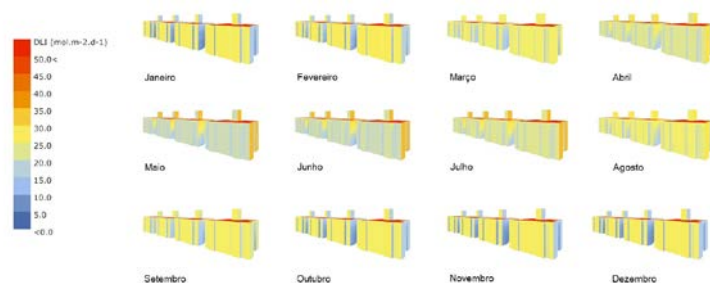 DLI (mol.m-2.d-1)
50.0<
45.0
40.0
35.0
30.0
25.0
20.0
15.0
10.0
5.0
<0.0
Janeiro
Fevereiro
Março
Abril
Maio
Junho
Julho
Agosto
Setembro
Outubro
Novembro
Dezembro